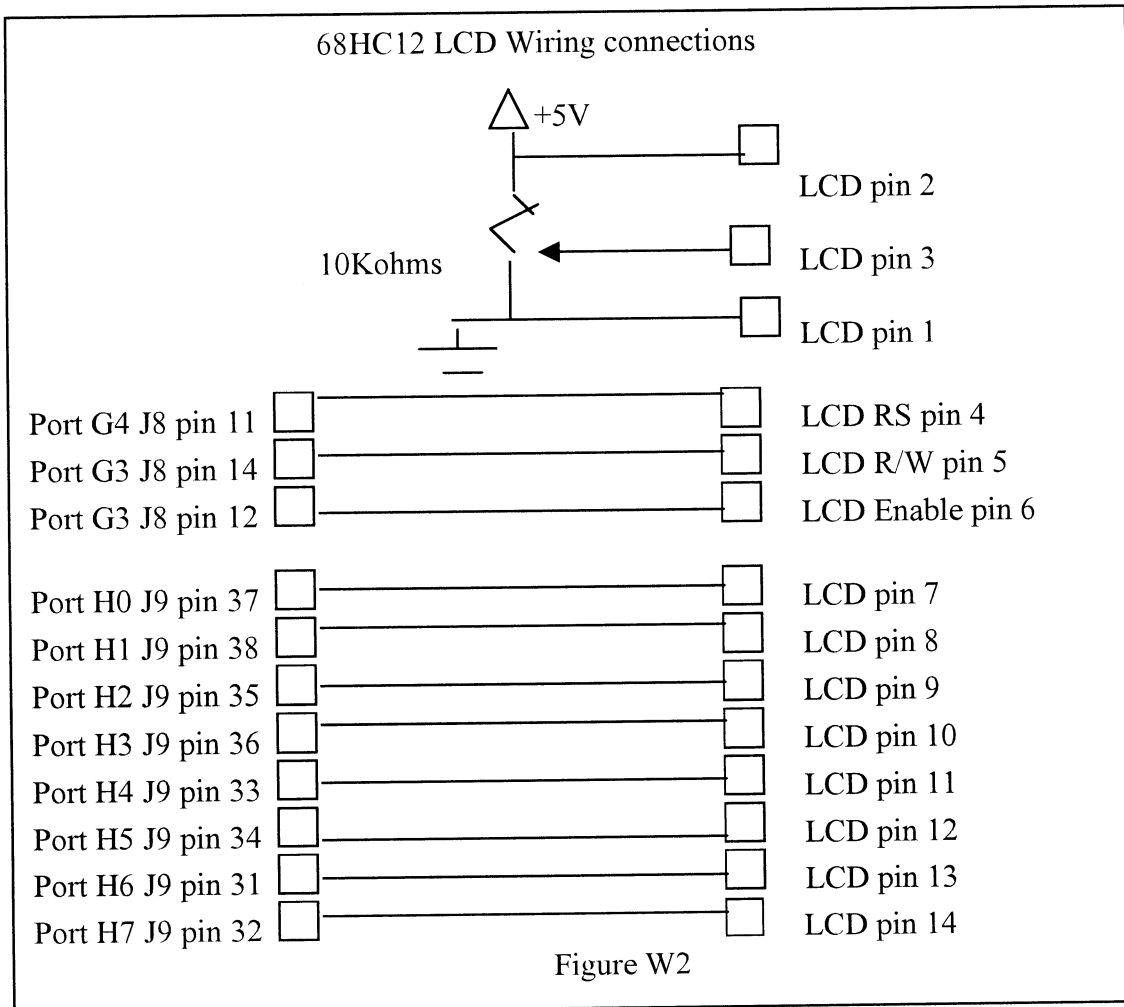 68HC12 LCD Wiring connections
+5V
LCD pin 2
10Kohms
LCD pin 3
LCD pin 1
Port G4 J8 pin 11
LCD RS pin 4
Port G3 J8 pin 14
LCD R/W pin 5
Port G3 J8 pin 12
LCD Enable pin 6
Port H0 J9 pin 37
LCD pin 7
Port H1 J9 pin 38
LCD pin 8
Port H2 J9 pin 35
LCD pin 9
Port H3 J9 pin 36
LCD pin 10
Port H4 J9 pin 33
LCD pin 11
Port H5 J9 pin 34
LCD pin 12
Port H6 J9 pin 31
LCD pin 13
Port H7 J9 pin 32
LCD pin 14
Figure W2